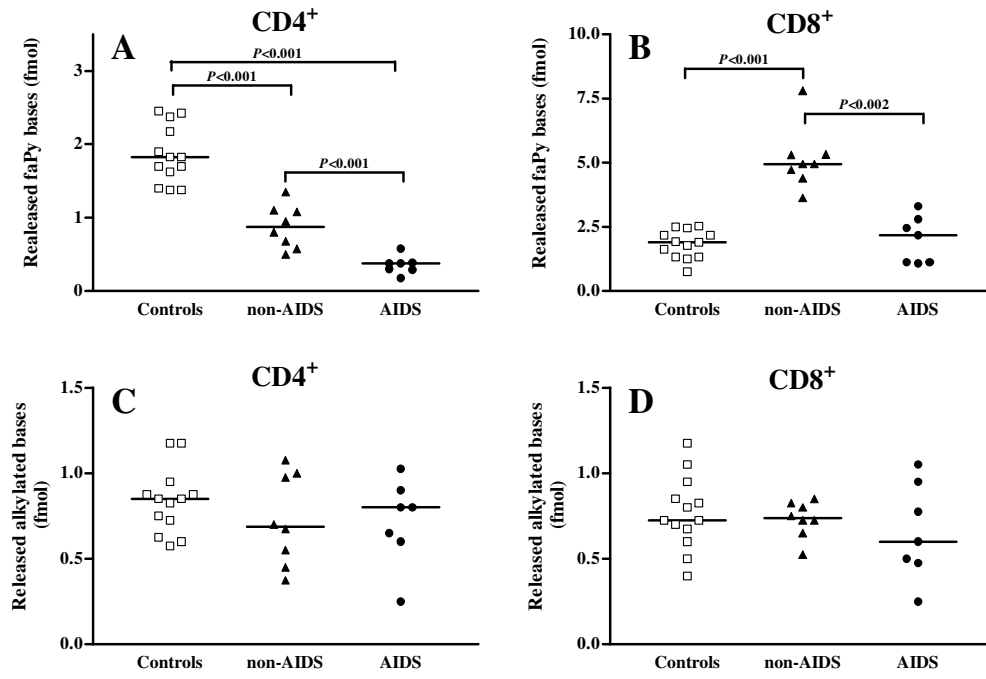 CD4+
A
Realeased faPy bases (fmol)
3
2
1
0
P<0.001
P<0.001
P<0.001
Controls
non-AIDS
AIDS
CD8+
B
Realeased faPy bases (fmol)
10.0
7.5
5.0
2.5
0.0
P<0.001
P<0.002
Controls
non-AIDS
AIDS
CD4+
C
Released alkylated bases
(fmol)
1.5
1.0
0.5
0.0
Controls
non-AIDS
AIDS
CD8+
D
Released alkylated bases
(fmol)
1.5
1.0
0.5
0.0
Controls
non-AIDS
AIDS